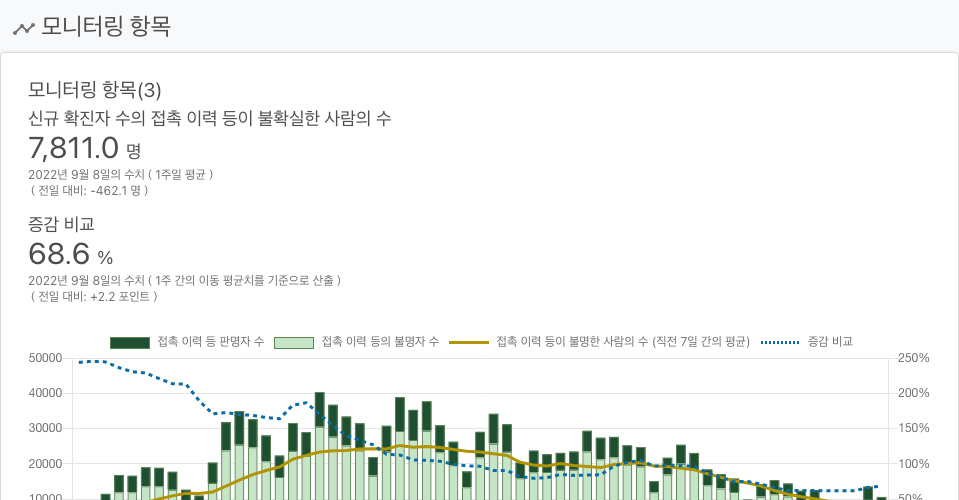 모니터링 항목
모니터링 항목(3)
신규 확진자 수의 접촉 이력 등이 불확실한 사람의 수
7,811.0 명
2022년 9월 8일의 수치 ( 1주일 평균 )
( 전일 대비: -462.1 명 )
증감 비교
68.6 %
2022년 9월 8일의 수치 ( 1주 간의 이동 평균치를 기준으로 산출 )
( 전일 대비: +2.2 포인트 )
접촉 이력 등 판명자 수 접촉 이력 등의 불명자 수 접촉 이력 등이 불명한 사람의 수 (직전 7일 간의 평균) 증감 비교
50000 250%
40000 200%
30000 150%
20000 100%
10000 50%